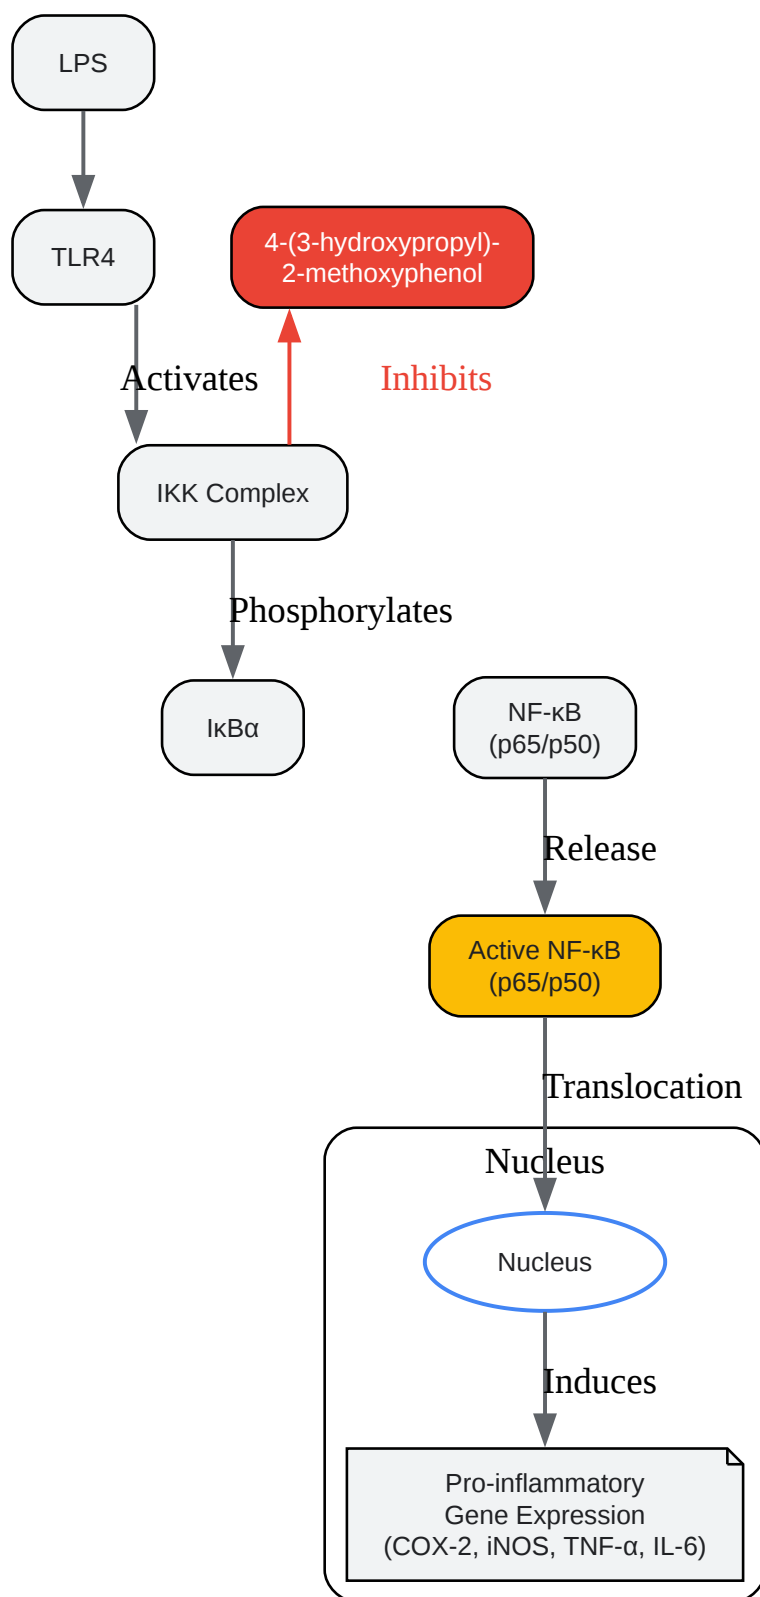 LPS
TLR4
4-(3-hydroxypropyl)-
2-methoxyphenol
Activates
Inhibits
IKK Complex
Phosphorylates
IκBα
NF-κB
(p65/p50)
Release
Active NF-κB
(p65/p50)
Translocation
Nucleus
Nucleus
Induces
Pro-inflammatory
Gene Expression
(COX-2, iNOS, TNF-α, IL-6)